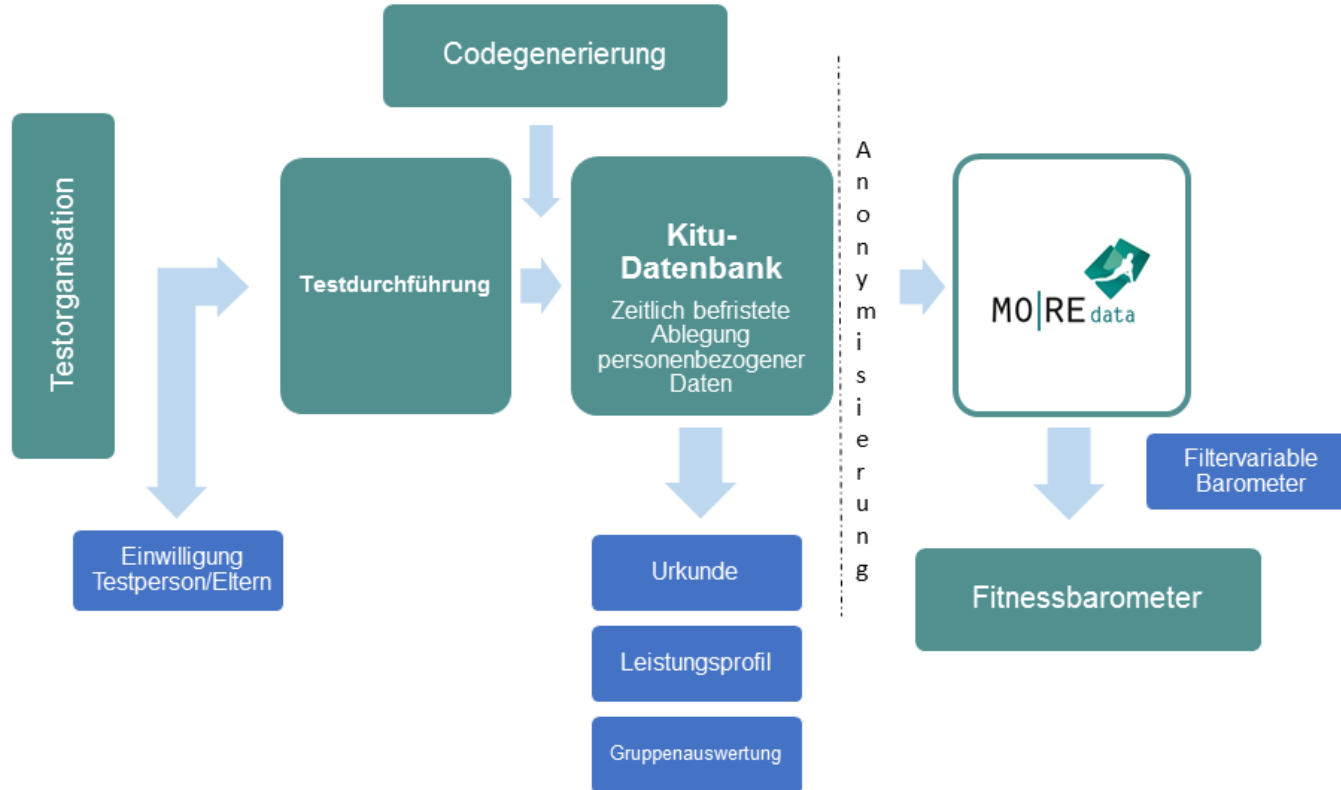 Codegenerierung
Testorganisation
Testdurchführung
Kitu-
Datenbank
Zeitlich befristete
Ablegung
personenbezogener
Daten
Anonymisierung
MO|RE data
Einwilligung
Testperson/Eltern
Urkunde
Leistungsprofil
Gruppenauswertung
Filtervariable
Barometer
Fitnessbarometer